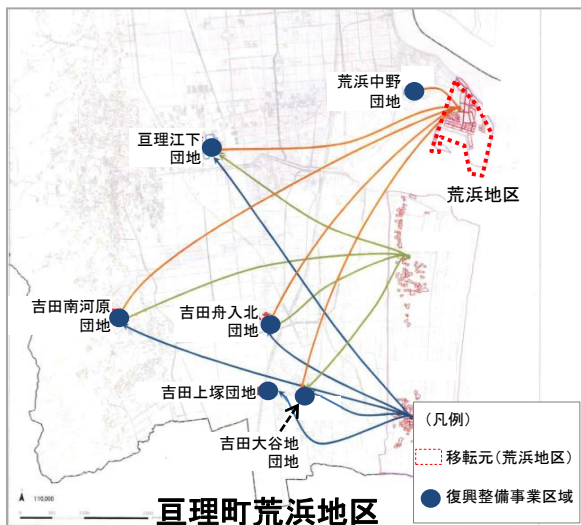 荒浜中野
団地
亘理江下
団地
荒浜地区
吉田南河原
団地
吉田舟入北
団地
吉田上塚団地
吉田大谷地
団地
(凡例)
移転元(荒浜地区)
復興整備事業区域
亘理町荒浜地区